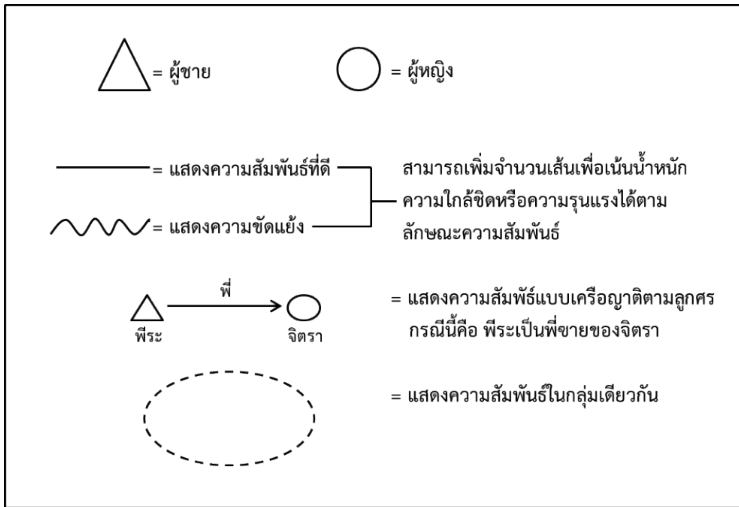 = ผู้ชาย
= ผู้หญิง
= แสดงความสัมพันธ์ที่ดี
= แสดงความขัดแย้ง
สามารถเพิ่มจำนวนเส้นเพื่อเน้นน้ำหนัก
ความใกล้ชิดหรือความรุนแรงได้ตาม
ลักษณะความสัมพันธ์
พี่
พีระ
จิตรา
= แสดงความสัมพัธ์แบบเครือญาติตามลูกศร
กรณีนี้คือ พีระเป็นพี่ชายของจิตรา
= แสดงความสัมพันธ์ในกลุ่มเดียวกัน